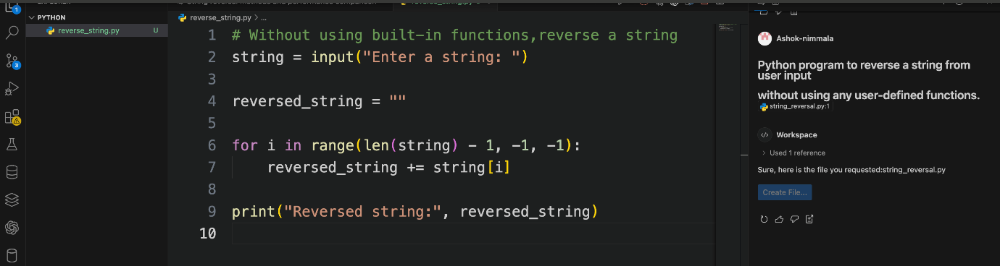 1
PYTHON
reverse_string.py U
3
reverse_string.py > ...
1 # Without using built-in functions,reverse a string
2 string = input("Enter a string: ")
3
4 reversed_string = ""
5
6 for i in range(len(string) - 1, -1, -1):
7 reversed_string += string[i]
8
9 print("Reversed string:", reversed_string)
10
Ashok-nimmala
Python program to reverse a string from
user input
without using any user-defined functions.
string_reversal.py:1
Workspace
> Used 1 reference
Sure, here is the file you requested:string_reversal.py
Create File...